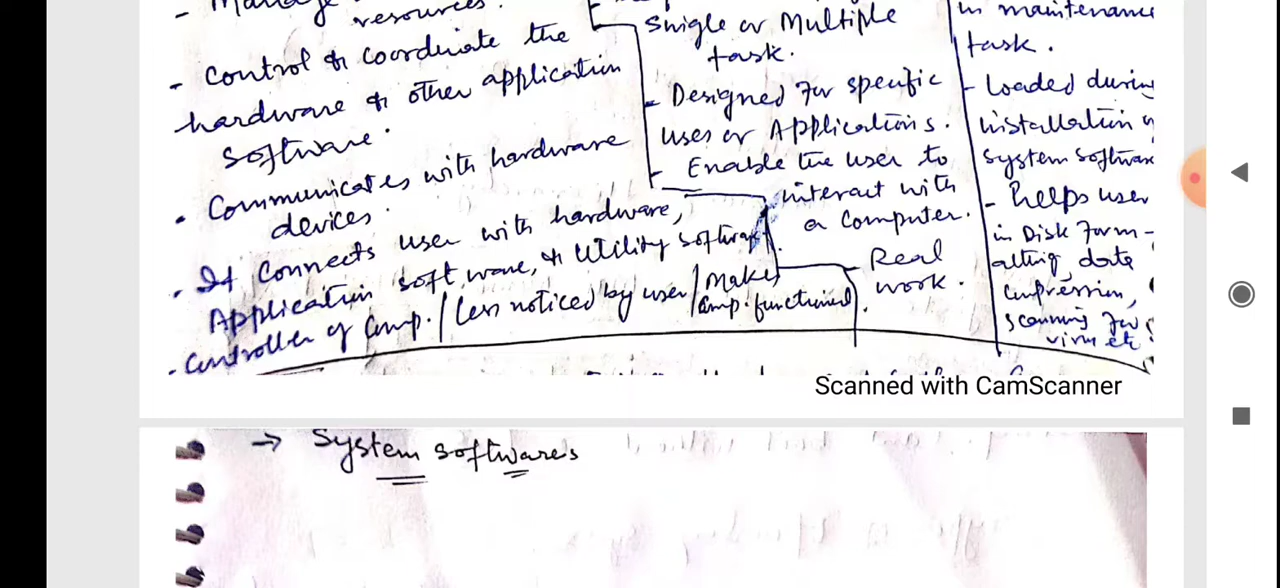 - Manage
resources.
- Control & coordinate the
hardware & other application
software.
• Communicates with hardware
devices.
• It connects user with hardware,
Application software, & Utility software.
• Controller of Comp. / Less noticed by user / Makes Comp. functional
Single or Multiple
task.
- Designed for specific
uses or Applications.
- Enable the user to
interact with
a computer.
- Real
work.
in maintenance
task.
- Loaded during
installation
system software
- helps user
in Disk form-
atting, data
compression,
scanning for
virus etc.
Scanned with CamScanner
→ System softwares